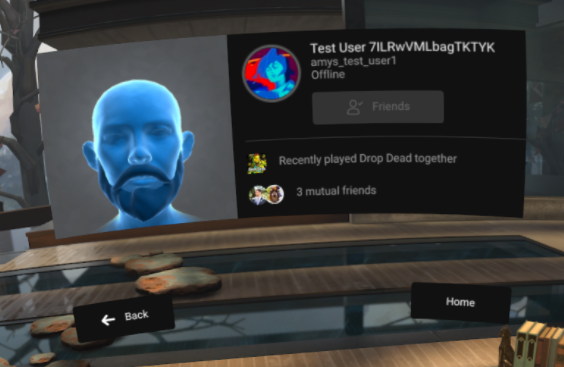 Test User 7ILRwVMLbagTKTYK
amys_test_user1
Offline
Friends
Recently played Drop Dead together
3 mutual friends
Back
Home